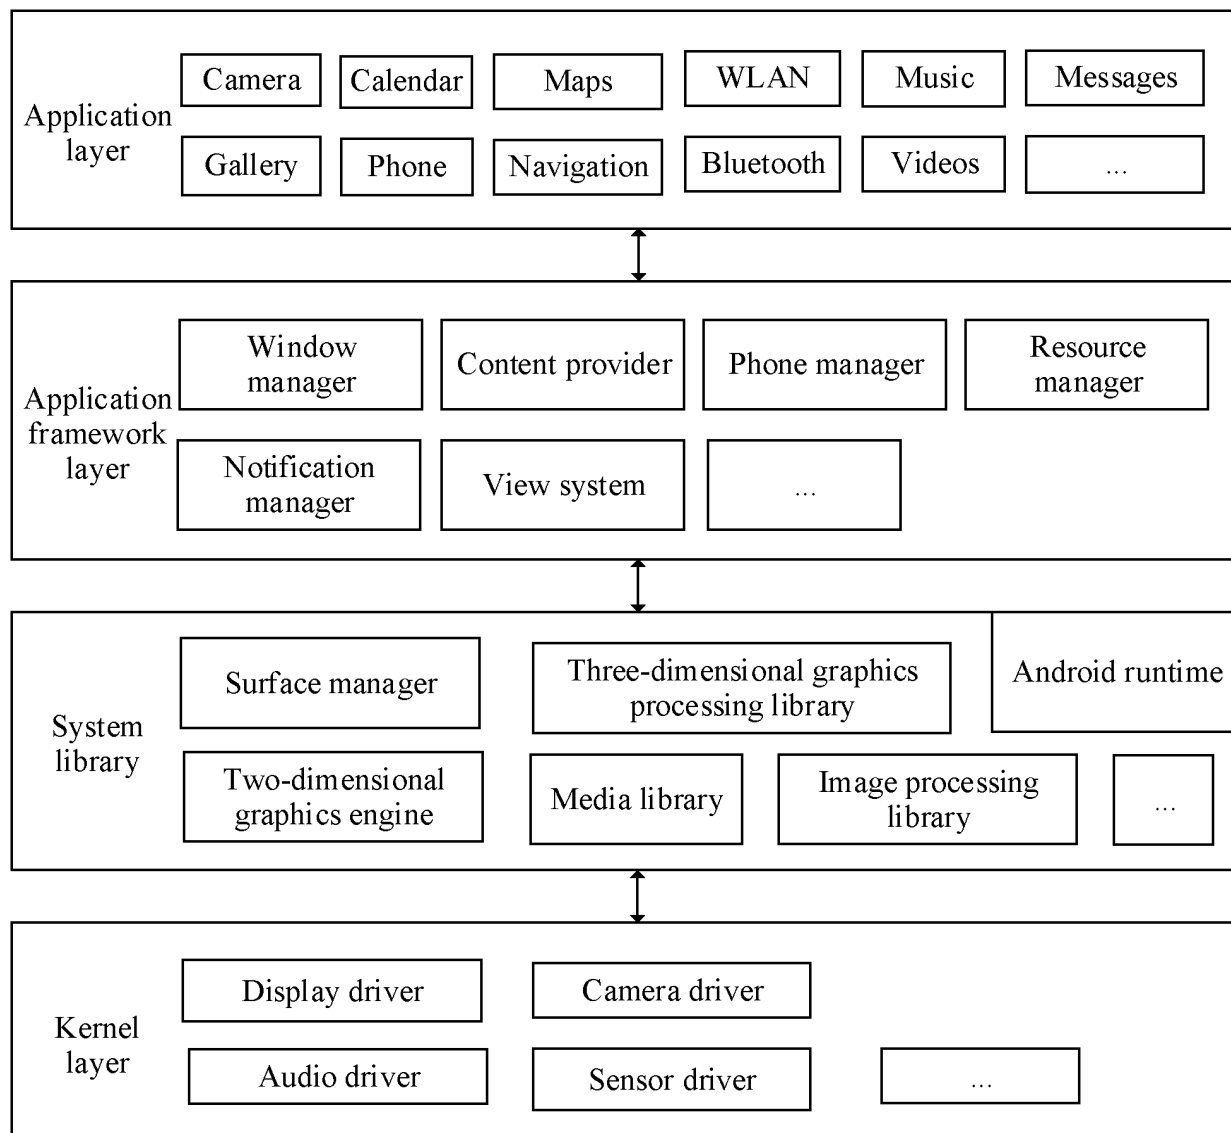 Application
layer
Camera
Calendar
Maps
WLAN
Music
Messages
Gallery
Phone
Navigation
Bluetooth
Videos
...
Application
framework
layer
Window
manager
Content provider
Phone manager
Resource
manager
Notification
manager
View system
...
System
library
Surface manager
Three-dimensional graphics
processing library
Android runtime
Two-dimensional
graphics engine
Media library
Image processing
library
...
Kernel
layer
Display driver
Camera driver
Audio driver
Sensor driver
...